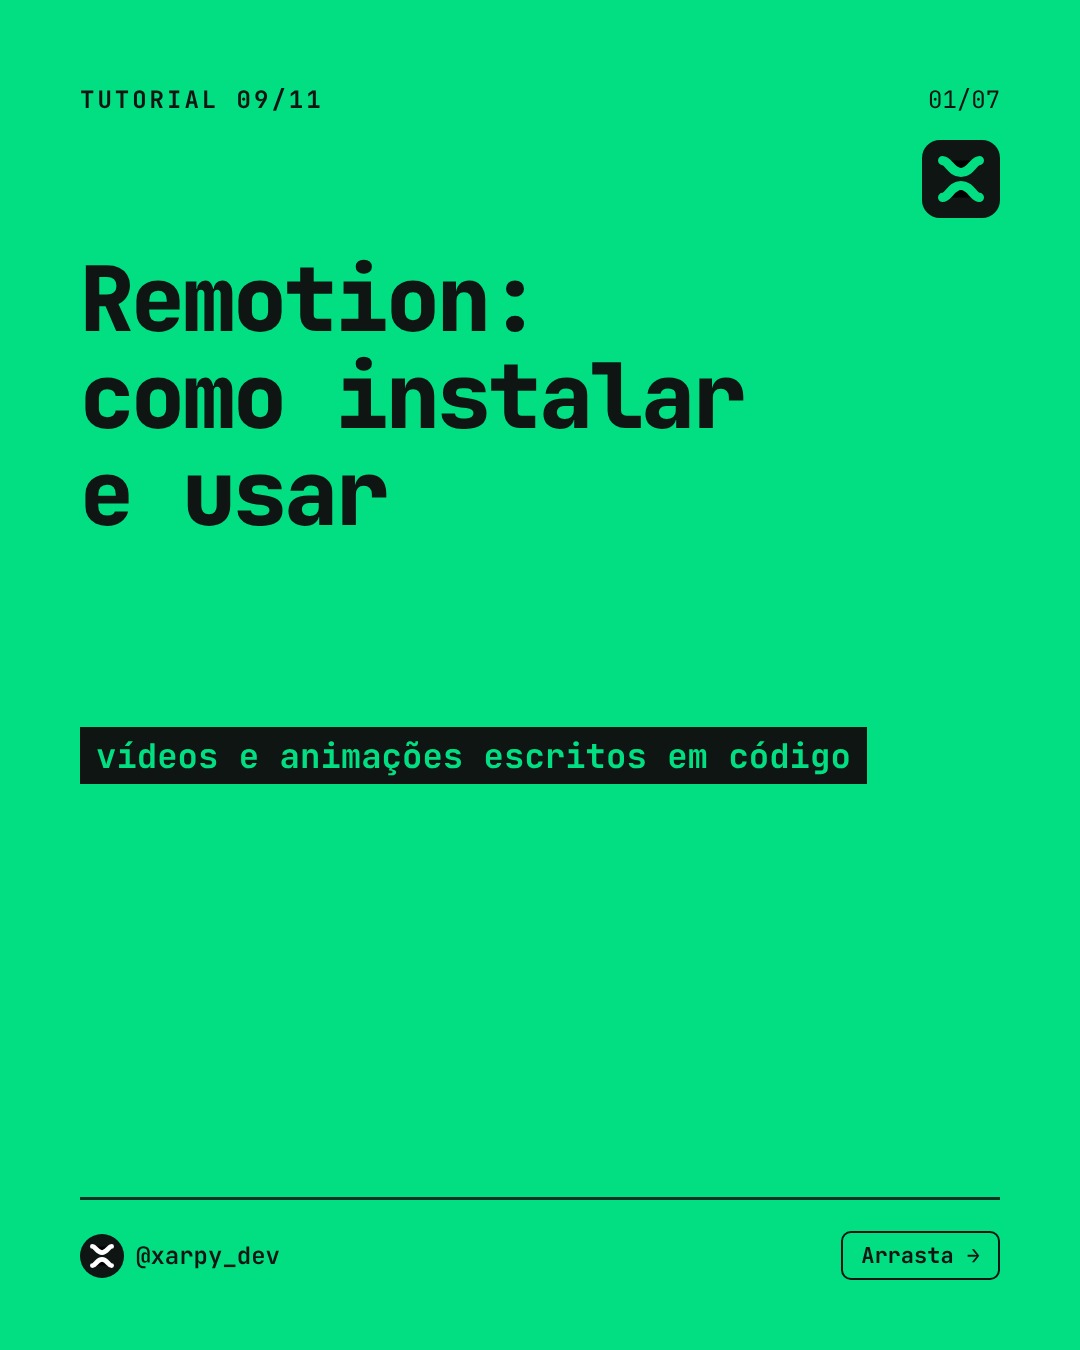 TUTORIAL 09/11
01/07
Remotion:
como instalar
e usar
vídeos e animações escritos em código
@xarpy_dev
Arrasta →